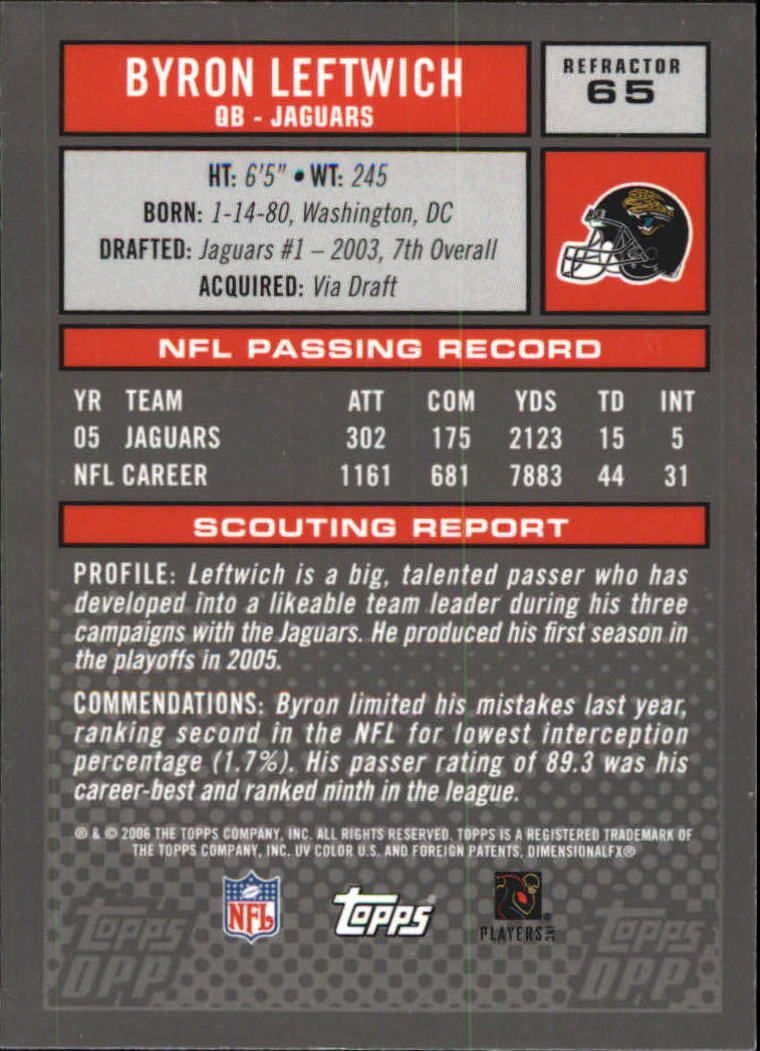 BYRON LEFTWICH
QB - JAGUARS
REFRACTOR
65
HT: 6'5" • WT: 245
BORN: 1-14-80, Washington, DC
DRAFTED: Jaguars #1 – 2003, 7th Overall
ACQUIRED: Via Draft
NFL PASSING RECORD
YR TEAM ATT COM YDS TD INT
05 JAGUARS 302 175 2123 15 5
NFL CAREER 1161 681 7883 44 31
SCOUTING REPORT
PROFILE: Leftwich is a big, talented passer who has
developed into a likeable team leader during his three
campaigns with the Jaguars. He produced his first season in
the playoffs in 2005.
COMMENDATIONS: Byron limited his mistakes last year,
ranking second in the NFL for lowest interception
percentage (1.7%). His passer rating of 89.3 was his
career-best and ranked ninth in the league.
® & © 2006 THE TOPPS COMPANY, INC. ALL RIGHTS RESERVED. TOPPS IS A REGISTERED TRADEMARK OF
THE TOPPS COMPANY, INC. UV COLOR U.S. AND FOREIGN PATENTS, DIMENSIONALFX®
NFL
Topps
PLAYERS INC
Topps
DPP
Topps
DPP